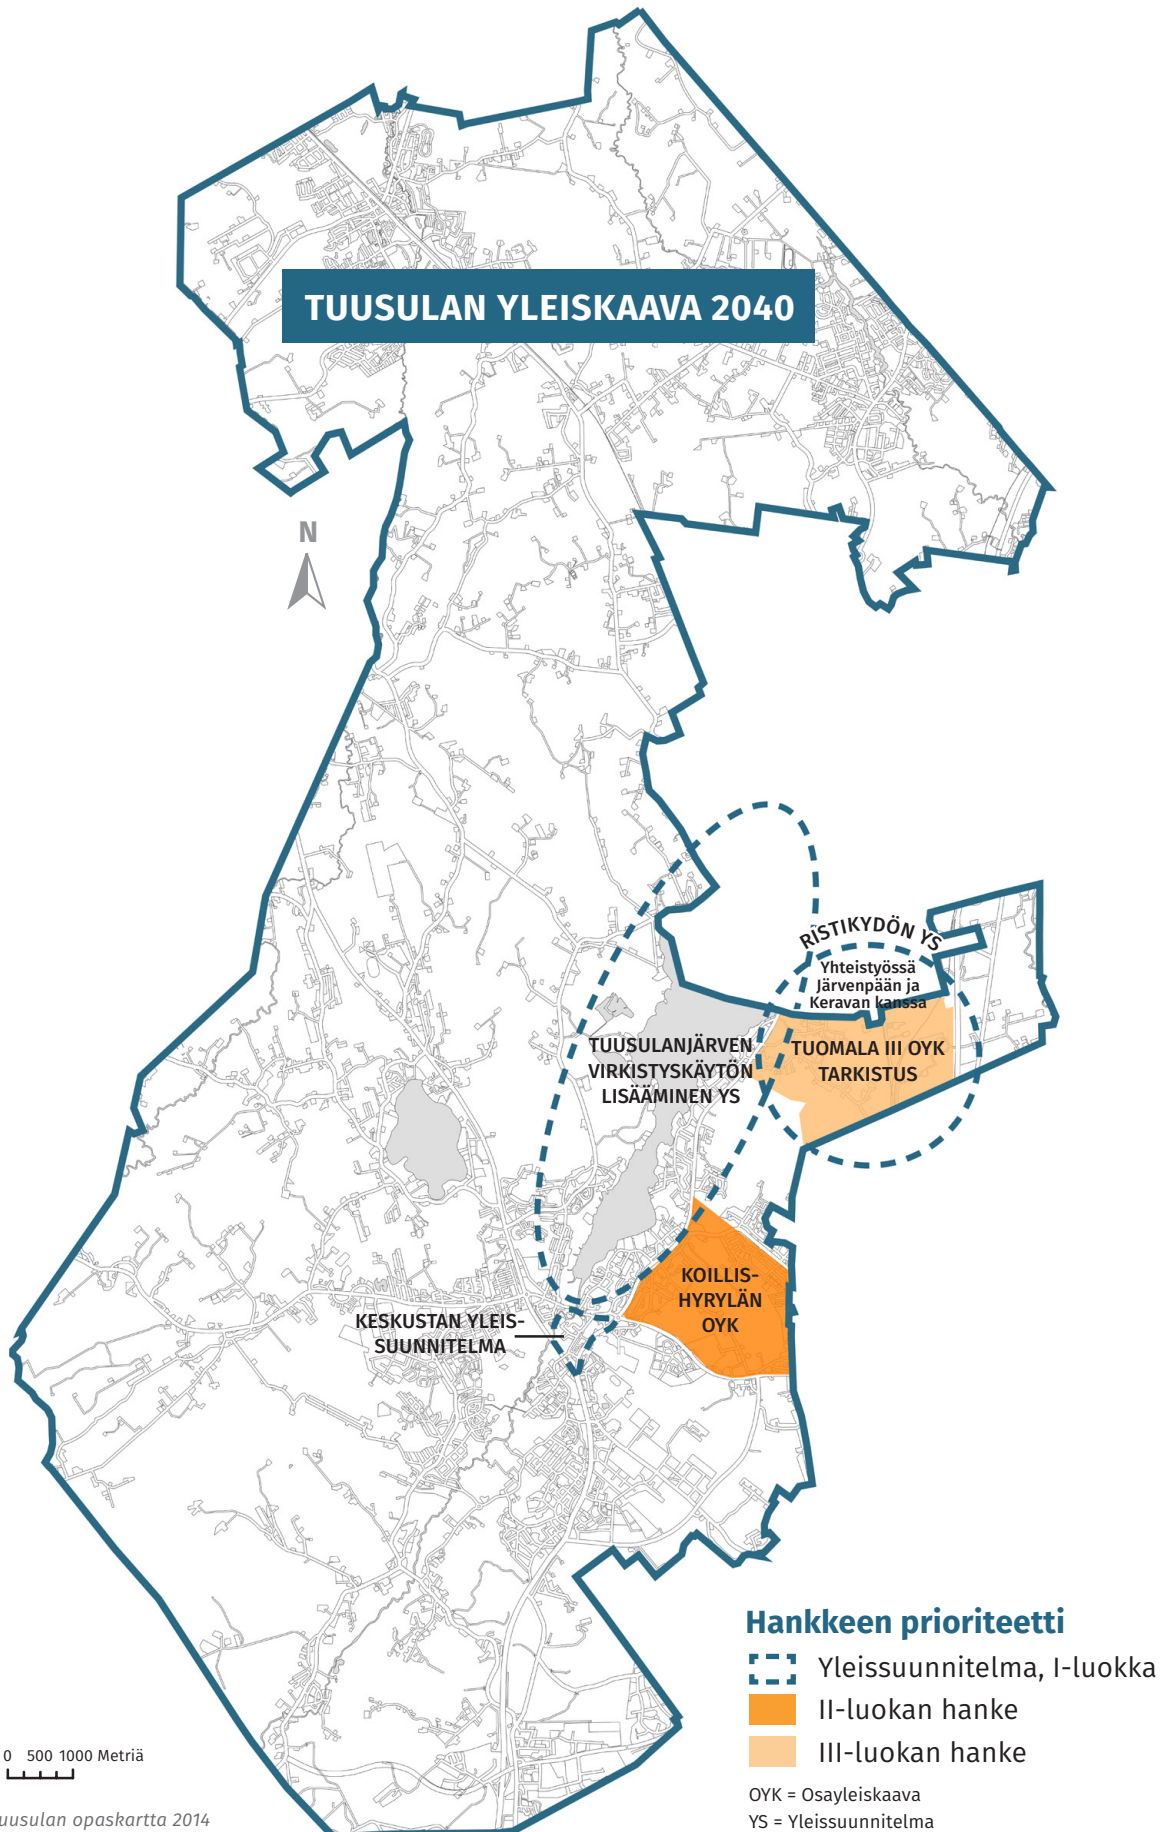 TUUSULAN YLEISKAAVA 2040
N
RISTIKYDÖN YS
Yhteistyössä
Järvenpään ja
Keravan kanssa
TUUSULANJÄRVEN
VIRKISTYSKÄYTÖN
LISÄÄMINEN YS
TUOMALA III OYK
TARKISTUS
KOILLIS-
HYRYLÄN
OYK
KESKUSTAN YLEIS-
SUUNNITELMA
Hankkeen prioriteetti
Yleissuunnitelma, I-luokka
II-luokan hanke
III-luokan hanke
OYK = Osayleiskaava
YS = Yleissuunnitelma
0 500 1000 Metriä
uusulan opaskartta 2014